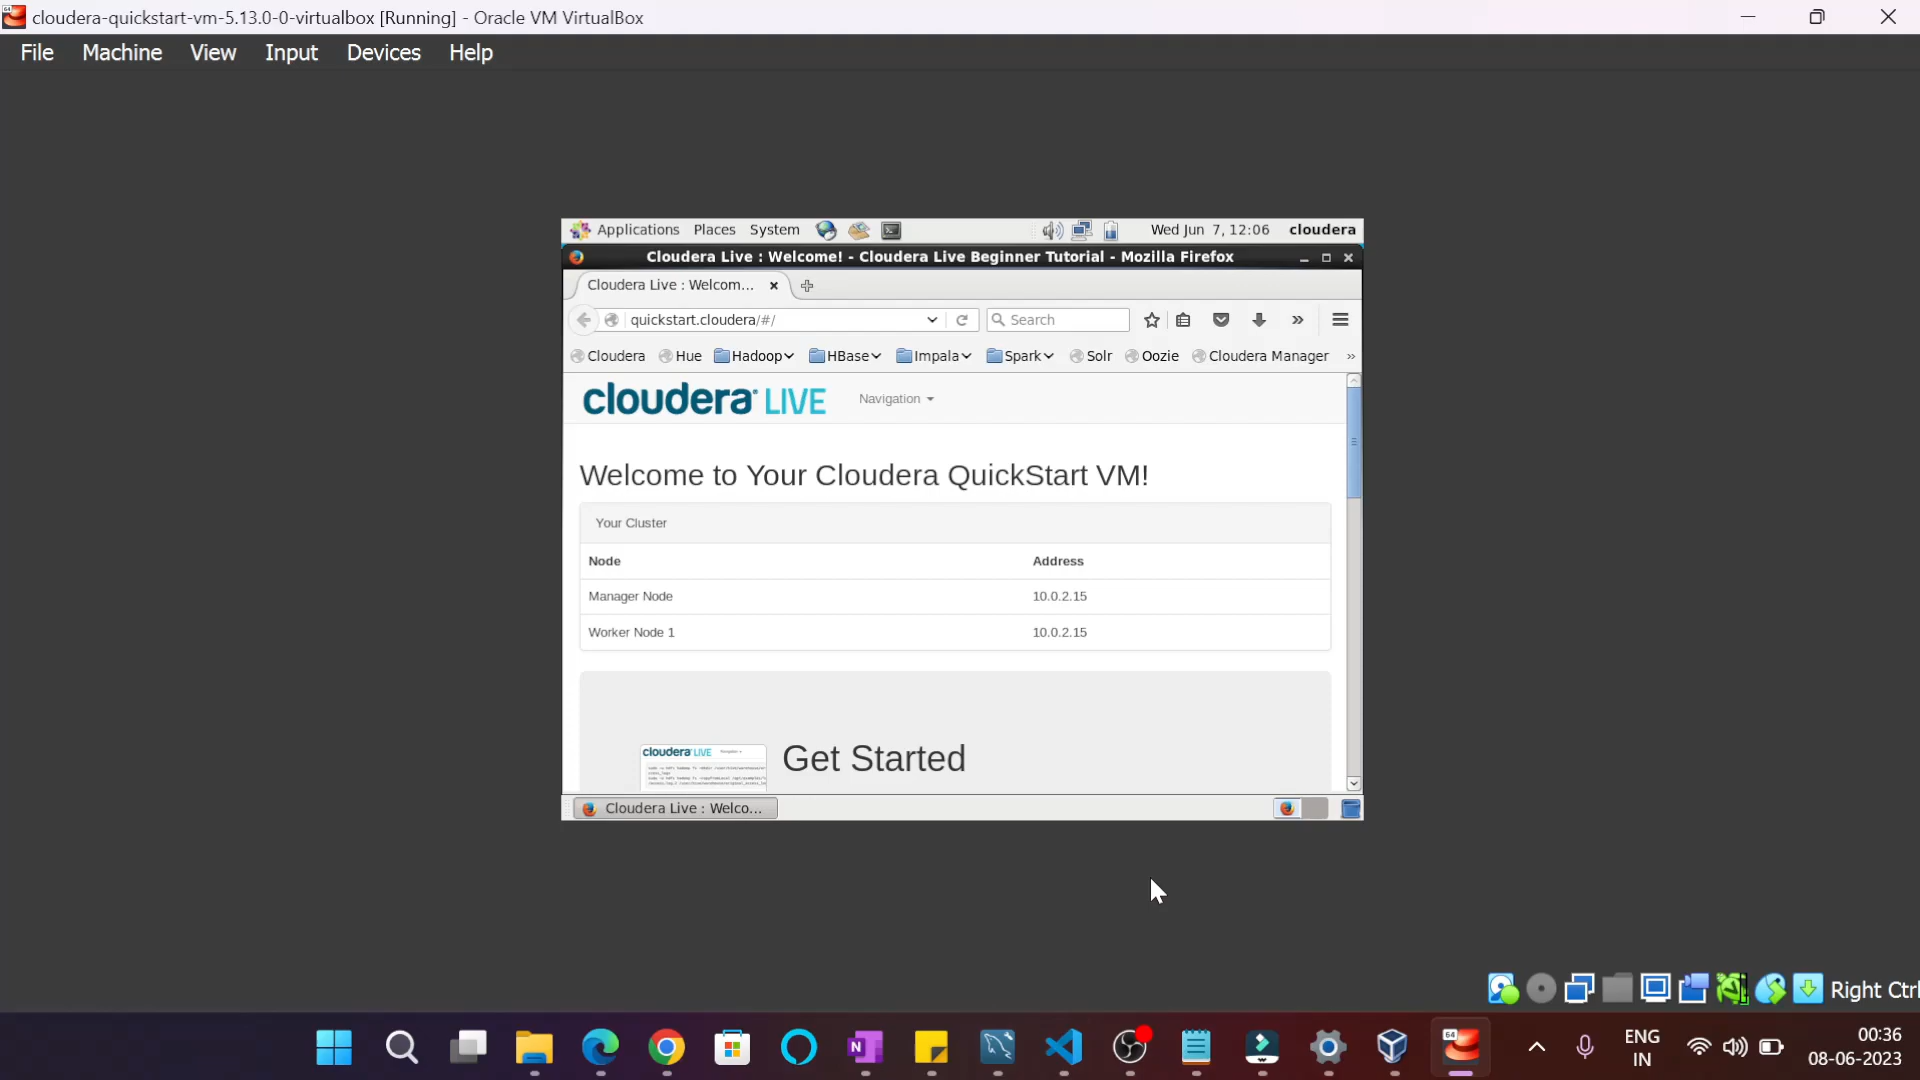 cloudera-quickstart-vm-5.13.0-0-virtualbox [Running] - Oracle VM VirtualBox
File Machine View Input Devices Help
Applications Places System Wed Jun 7, 12:06 cloudera
Cloudera Live : Welcome! - Cloudera Live Beginner Tutorial - Mozilla Firefox
Cloudera Live : Welcom...
quickstart.cloudera/#/ Search
Cloudera Hue Hadoop HBase Impala Spark Solr Oozie Cloudera Manager »
cloudera LIVE Navigation
Welcome to Your Cloudera QuickStart VM!
Your Cluster
Node Address
Manager Node 10.0.2.15
Worker Node 1 10.0.2.15
cloudera LIVE
Get Started
Cloudera Live : Welco...
Right Ctrl
ENG
IN
00:36
08-06-2023